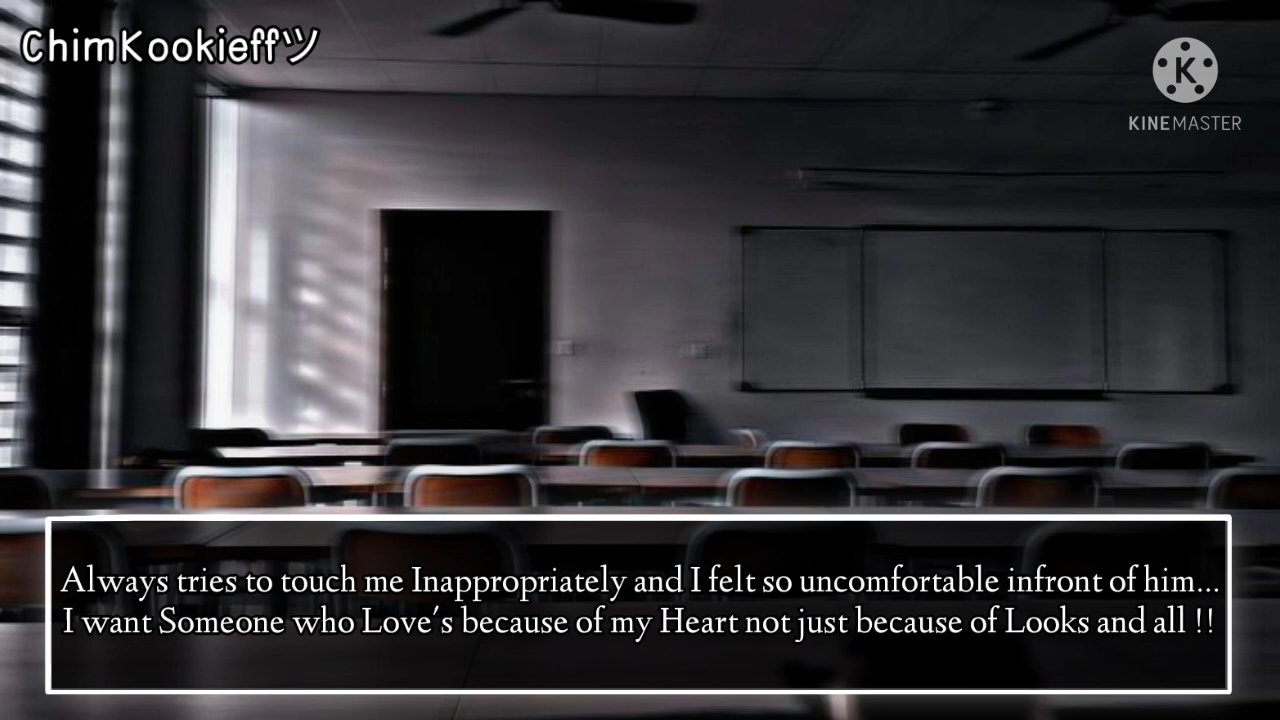 ChimKookieffツ
K
KINEMASTER
Always tries to touch me Inappropriately and I felt so uncomfortable infront of him...
I want Someone who Love's because of my Heart not just because of Looks and all !!